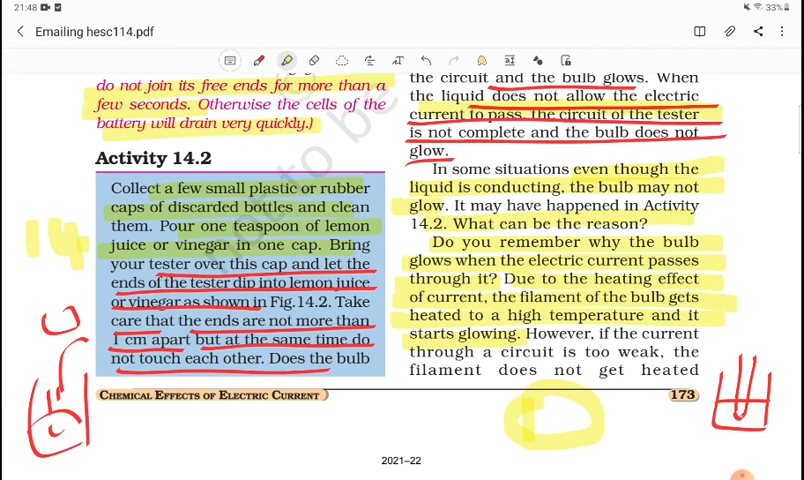 21:48
33%
Emailing hesc114.pdf
do not join its free ends for more than a
few seconds. Otherwise the cells of the
battery will drain very quickly.)
Activity 14.2
Collect a few small plastic or rubber
caps of discarded bottles and clean
them. Pour one teaspoon of lemon
juice or vinegar in one cap. Bring
your tester over this cap and let the
ends of the tester dip into lemon juice
or vinegar as shown in Fig.14.2. Take
care that the ends are not more than
1 cm apart but at the same time do
not touch each other. Does the bulb
14
the circuit and the bulb glows. When
the liquid does not allow the electric
current to pass, the circuit of the tester
is not complete and the bulb does not
glow.
In some situations even though the
liquid is conducting, the bulb may not
glow. It may have happened in Activity
14.2. What can be the reason?
Do you remember why the bulb
glows when the electric current passes
through it? Due to the heating effect
of current, the filament of the bulb gets
heated to a high temperature and it
starts glowing. However, if the current
through a circuit is too weak, the
filament does not get heated
CHEMICAL EFFECTS OF ELECTRIC CURRENT
173
2021–22
not to be